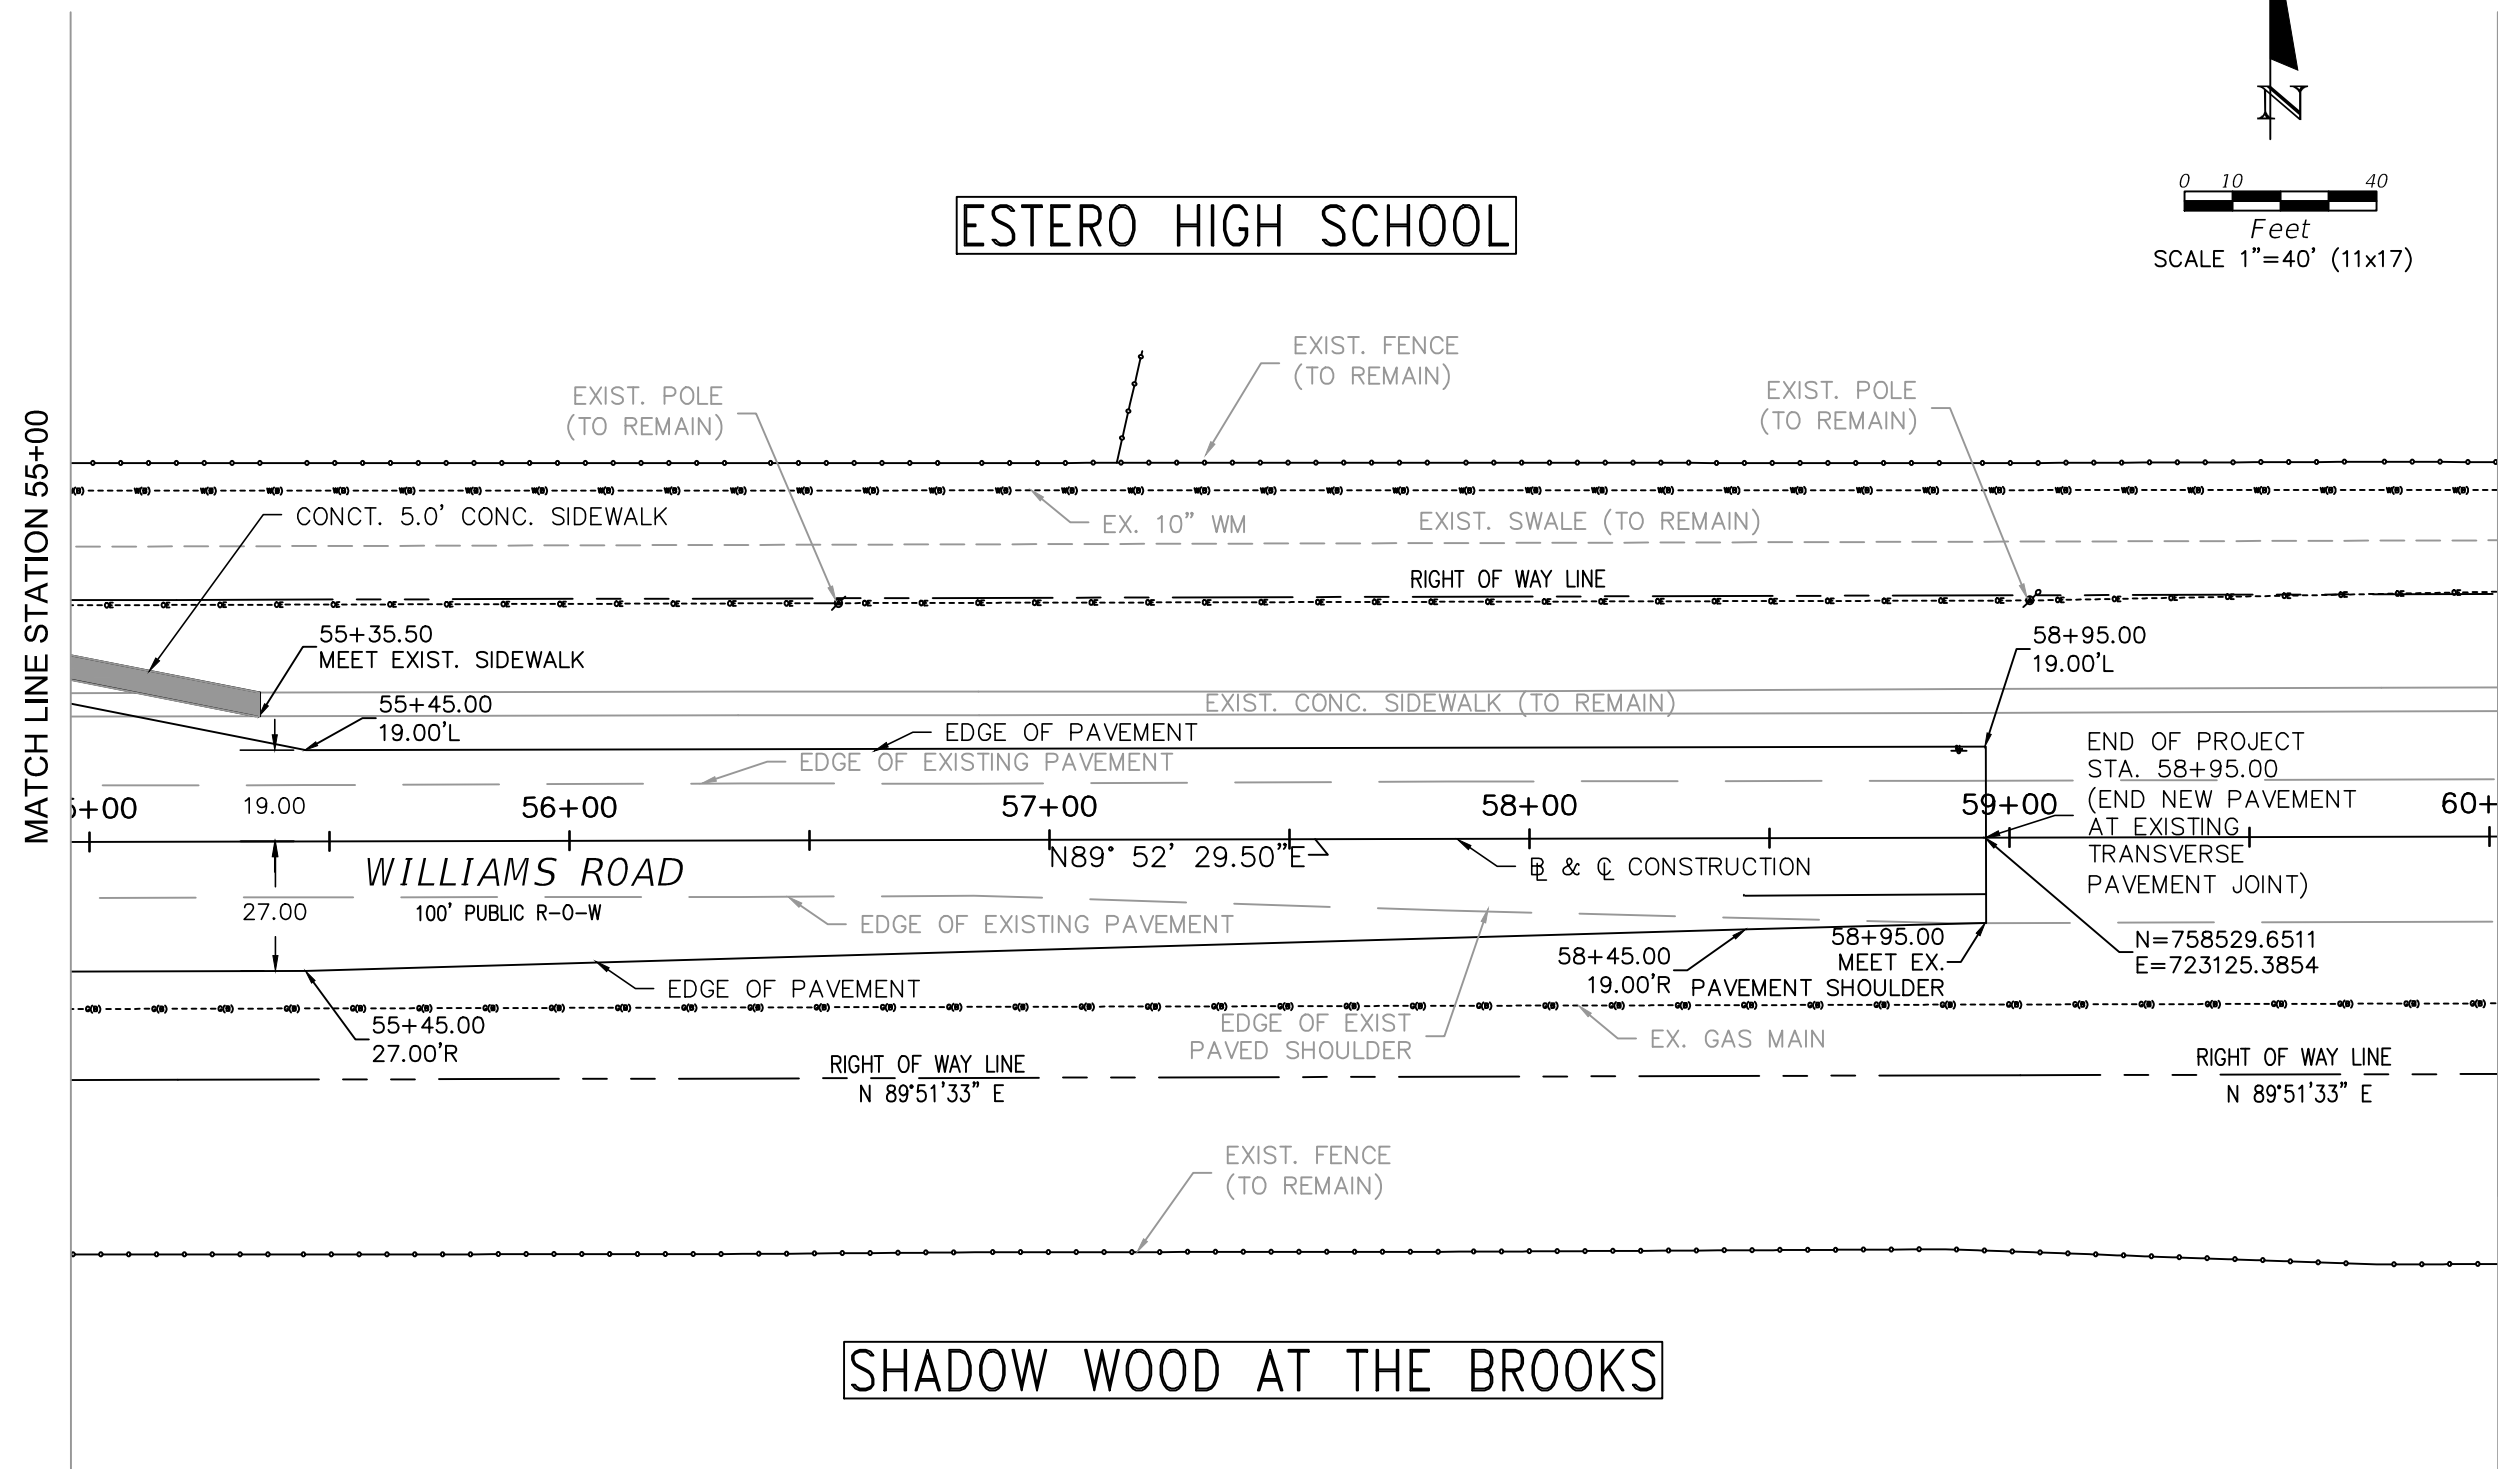 N
0 10 40
Feet
SCALE 1"=40' (11x17)
ESTERO HIGH SCHOOL
EXIST. FENCE
(TO REMAIN)
EXIST. POLE
(TO REMAIN)
EXIST. POLE
(TO REMAIN)
MATCH LINE STATION 55+00
CONCT. 5.0' CONC. SIDEWALK
EX. 10" WM
EXIST. SWALE (TO REMAIN)
RIGHT OF WAY LINE
55+35.50
MEET EXIST. SIDEWALK
58+95.00
19.00'L
55+45.00
19.00'L
EXIST. CONC. SIDEWALK (TO REMAIN)
EDGE OF PAVEMENT
EDGE OF EXISTING PAVEMENT
END OF PROJECT
STA. 58+95.00
(END NEW PAVEMENT
AT EXISTING
TRANSVERSE
PAVEMENT JOINT)
5+00 56+00 57+00 58+00 59+00 60+
19.00
N89° 52' 29.50"E
WILLIAMS ROAD
100' PUBLIC R-O-W
27.00
BL & CL CONSTRUCTION
EDGE OF EXISTING PAVEMENT
58+95.00
MEET EX.
PAVEMENT SHOULDER
58+45.00
19.00'R
N=758529.6511
E=723125.3854
EDGE OF PAVEMENT
55+45.00
27.00'R
EDGE OF EXIST
PAVED SHOULDER
EX. GAS MAIN
RIGHT OF WAY LINE
N 89°51'33" E
RIGHT OF WAY LINE
N 89°51'33" E
EXIST. FENCE
(TO REMAIN)
SHADOW WOOD AT THE BROOKS